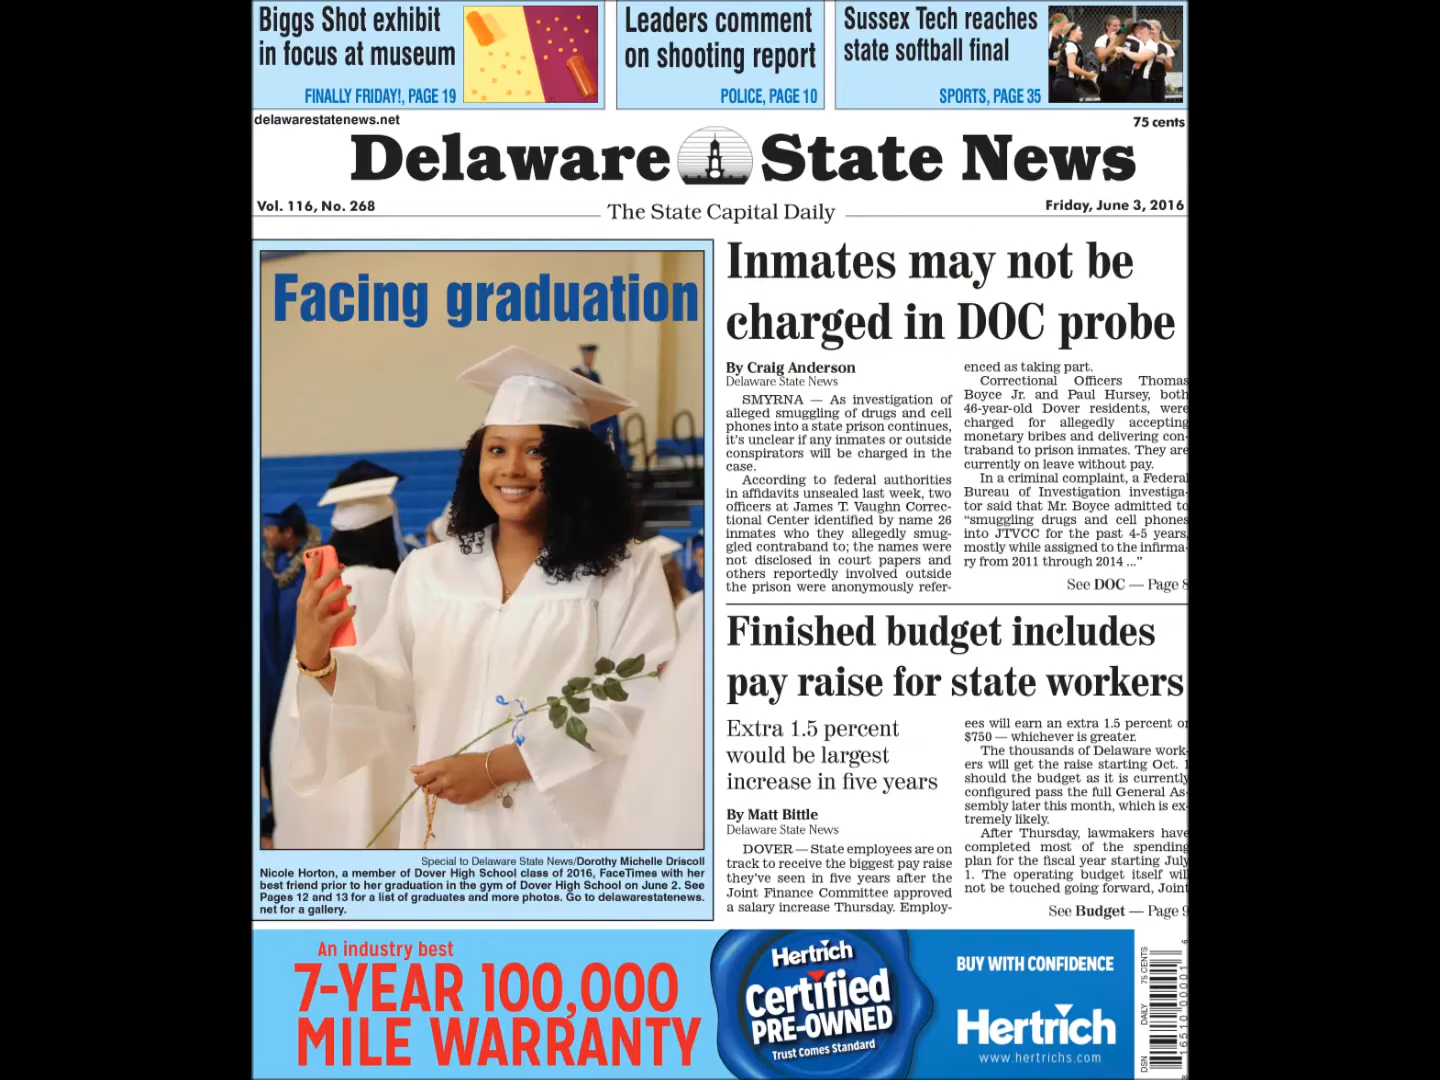 Biggs Shot exhibit
in focus at museum
FINALLY FRIDAY!, PAGE 19
Leaders comment
on shooting report
POLICE, PAGE 10
Sussex Tech reaches
state softball final
SPORTS, PAGE 35
delawarestatenews.net
75 cents
Delaware State News
Vol. 116, No. 268
The State Capital Daily
Friday, June 3, 2016
Facing graduation
Special to Delaware State News/Dorothy Michelle Driscoll
Nicole Horton, a member of Dover High School class of 2016, FaceTimes with her
best friend prior to her graduation in the gym of Dover High School on June 2. See
Pages 12 and 13 for a list of graduates and more photos. Go to delawarestatenews.
net for a gallery.
Inmates may not be
charged in DOC probe
By Craig Anderson
Delaware State News
SMYRNA — As investigation of
alleged smuggling of drugs and cell
phones into a state prison continues,
it's unclear if any inmates or outside
conspirators will be charged in the
case.
According to federal authorities
in affidavits unsealed last week, two
officers at James T. Vaughn Correc-
tional Center identified by name 26
inmates who they allegedly smug-
gled contraband to; the names were
not disclosed in court papers and
others reportedly involved outside
the prison were anonymously refer-
enced as taking part.
Correctional Officers Thomas
Boyce Jr. and Paul Hursey, both
46-year-old Dover residents, were
charged for allegedly accepting
monetary bribes and delivering con-
traband to prison inmates. They are
currently on leave without pay.
In a criminal complaint, a Federal
Bureau of Investigation investiga-
tor said that Mr. Boyce admitted to
“smuggling drugs and cell phones
into JTVCC for the past 4-5 years,
mostly while assigned to the infirma-
ry from 2011 through 2014 ...”
See DOC — Page 8
Finished budget includes
pay raise for state workers
Extra 1.5 percent
would be largest
increase in five years
By Matt Bittle
Delaware State News
DOVER — State employees are on
track to receive the biggest pay raise
they've seen in five years after the
Joint Finance Committee approved
a salary increase Thursday. Employ-
ees will earn an extra 1.5 percent or
$750 — whichever is greater.
The thousands of Delaware work-
ers will get the raise starting Oct. 1
should the budget as it is currently
configured pass the full General As-
sembly later this month, which is ex-
tremely likely.
After Thursday, lawmakers have
completed most of the spending
plan for the fiscal year starting July
1. The operating budget itself will
not be touched going forward, Joint
See Budget — Page 9
An industry best
7-YEAR 100,000
MILE WARRANTY
Hertrich
Certified
PRE-OWNED
Trust Comes Standard
BUY WITH CONFIDENCE
Hertrich
www.hertrichs.com
DSN DAILY 75 CENTS